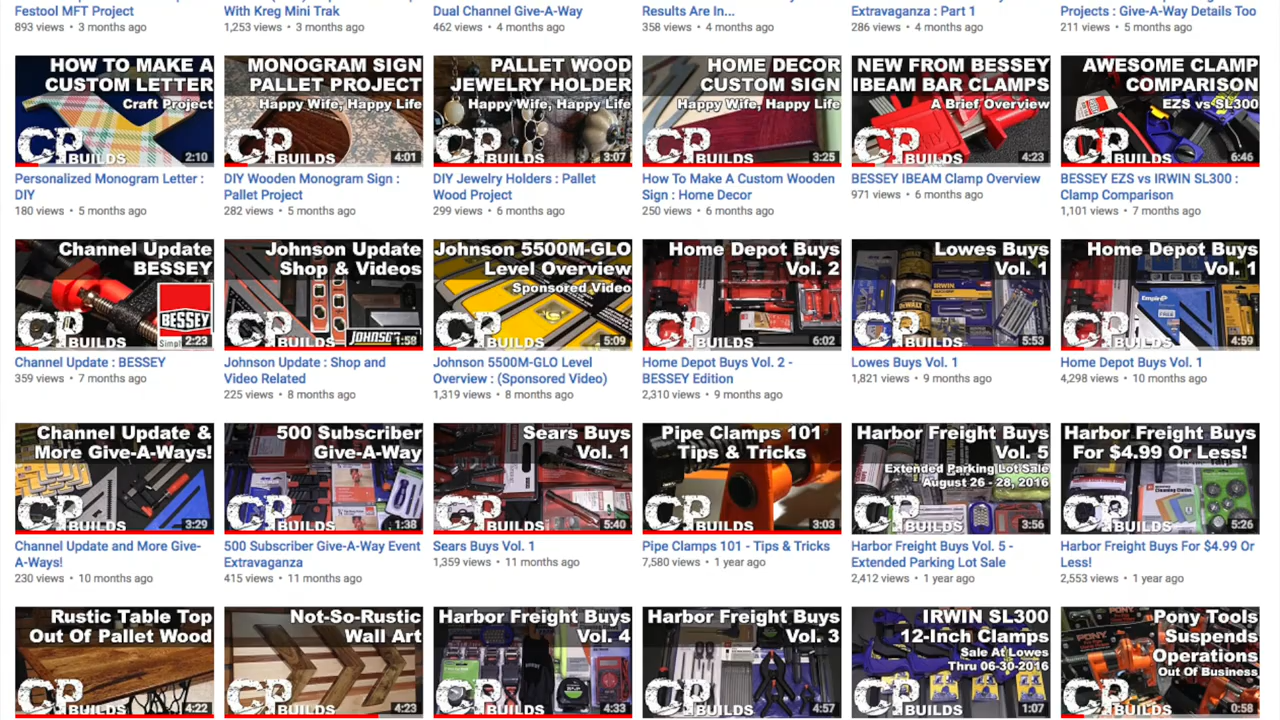 Festool MFT Project
893 views • 3 months ago
With Kreg Mini Trak
1,253 views • 3 months ago
Dual Channel Give-A-Way
462 views • 4 months ago
Results Are In...
358 views • 4 months ago
Extravaganza : Part 1
286 views • 4 months ago
Projects : Give-A-Way Details Too
211 views • 5 months ago
HOW TO MAKE A
CUSTOM LETTER
Craft Project
CP BUILDS
2:10
Personalized Monogram Letter :
DIY
180 views • 5 months ago
MONOGRAM SIGN
PALLET PROJECT
Happy Wife, Happy Life
CP BUILDS
4:01
DIY Wooden Monogram Sign :
Pallet Project
282 views • 5 months ago
PALLET WOOD
JEWELRY HOLDER
Happy Wife, Happy Life
CP BUILDS
3:07
DIY Jewelry Holders : Pallet
Wood Project
299 views • 6 months ago
HOME DECOR
CUSTOM SIGN
Happy Wife, Happy Life
CP BUILDS
3:25
How To Make A Custom Wooden
Sign : Home Decor
250 views • 6 months ago
NEW FROM BESSEY
IBEAM BAR CLAMPS
A Brief Overview
CP BUILDS
4:23
BESSEY IBEAM Clamp Overview
971 views • 6 months ago
AWESOME CLAMP
COMPARISON
EZS vs SL300
CP BUILDS
6:46
BESSEY EZS vs IRWIN SL300 :
Clamp Comparison
1,101 views • 7 months ago
Channel Update
BESSEY
BESSEY
CP BUILDS
2:23
Channel Update : BESSEY
359 views • 7 months ago
Johnson Update
Shop & Videos
JOHNSON
CP BUILDS
1:58
Johnson Update : Shop and
Video Related
225 views • 8 months ago
Johnson 5500M-GLO
Level Overview
Sponsored Video
CP BUILDS
5:09
Johnson 5500M-GLO Level
Overview : (Sponsored Video)
1,319 views • 8 months ago
Home Depot Buys
Vol. 2
CP BUILDS
6:02
Home Depot Buys Vol. 2 -
BESSEY Edition
2,310 views • 9 months ago
Lowes Buys
Vol. 1
IRWIN
CP BUILDS
5:53
Lowes Buys Vol. 1
1,821 views • 9 months ago
Home Depot Buys
Vol. 1
Empire
CP BUILDS
4:59
Home Depot Buys Vol. 1
4,298 views • 10 months ago
Channel Update &
More Give-A-Ways!
CP BUILDS
3:29
Channel Update and More Give-
A-Ways!
230 views • 10 months ago
500 Subscriber
Give-A-Way
CP BUILDS
1:38
500 Subscriber Give-A-Way Event
Extravaganza
415 views • 11 months ago
Sears Buys
Vol. 1
CP BUILDS
5:40
Sears Buys Vol. 1
1,359 views • 11 months ago
Pipe Clamps 101
Tips & Tricks
CP BUILDS
3:03
Pipe Clamps 101 - Tips & Tricks
7,580 views • 1 year ago
Harbor Freight Buys
Vol. 5
Extended Parking Lot Sale
August 26 - 28, 2016
CP BUILDS
3:56
Harbor Freight Buys Vol. 5 -
Extended Parking Lot Sale
2,412 views • 1 year ago
Harbor Freight Buys
For $4.99 Or Less!
CP BUILDS
5:26
Harbor Freight Buys For $4.99 Or
Less!
2,553 views • 1 year ago
Rustic Table Top
Out Of Pallet Wood
CP BUILDS
4:22
Not-So-Rustic
Wall Art
CP BUILDS
4:23
Harbor Freight Buys
Vol. 4
CP BUILDS
4:33
Harbor Freight Buys
Vol. 3
CP BUILDS
4:57
IRWIN SL300
12-Inch Clamps
Sale At Lowes
Thru 06-30-2016
CP BUILDS
1:07
Pony Tools
Suspends
Operations
Out Of Business
PONY
CP BUILDS
0:58